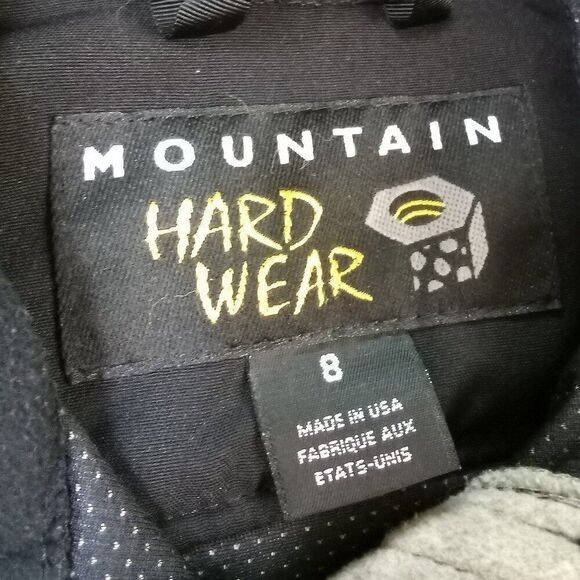 MOUNTAIN
HARD
WEAR
8
MADE IN USA
FABRIQUE AUX
ETATS-UNIS